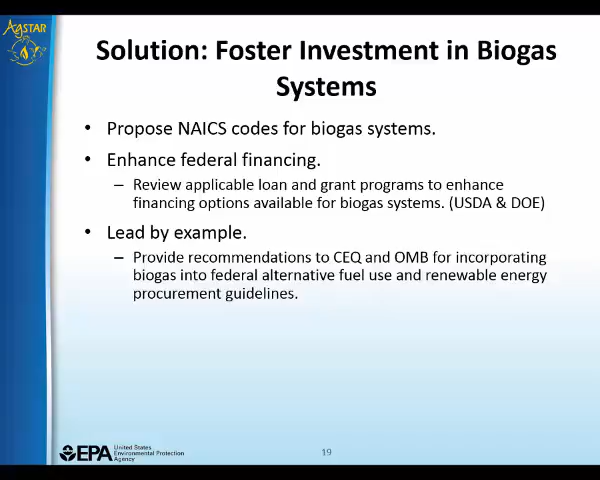 AgSTAR
Solution: Foster Investment in Biogas
Systems
• Propose NAICS codes for biogas systems.
• Enhance federal financing.
– Review applicable loan and grant programs to enhance
financing options available for biogas systems. (USDA & DOE)
• Lead by example.
– Provide recommendations to CEQ and OMB for incorporating
biogas into federal alternative fuel use and renewable energy
procurement guidelines.
EPA
United States
Environmental Protection
Agency
19